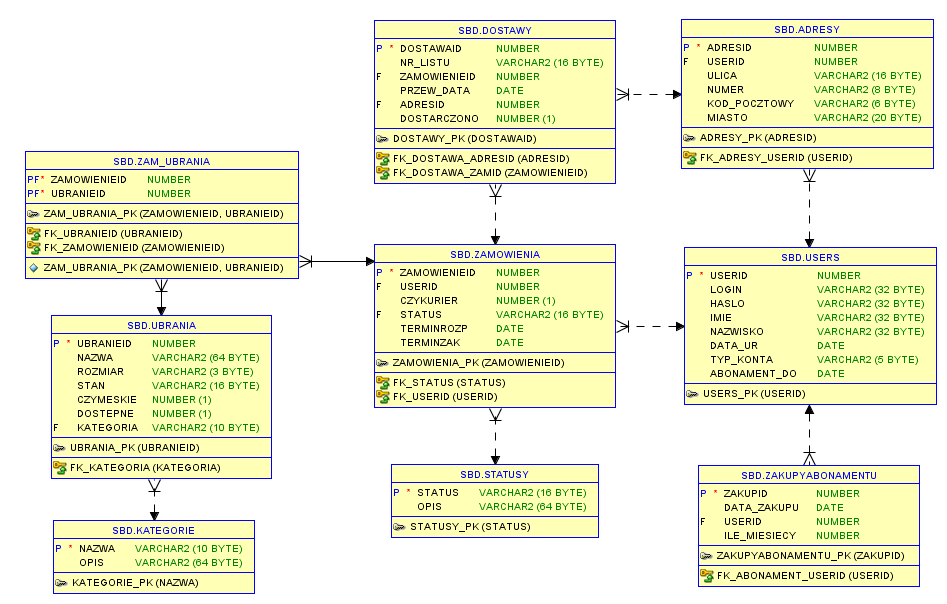 SBD.DOSTAWY
P * DOSTAWAID NUMBER
NR_LISTU VARCHAR2 (16 BYTE)
F ZAMOWIENIEID NUMBER
PRZEW_DATA DATE
F ADRESID NUMBER
DOSTARCZONO NUMBER (1)
DOSTAWY_PK (DOSTAWAID)
FK_DOSTAWA_ADRESID (ADRESID)
FK_DOSTAWA_ZAMID (ZAMOWIENIEID)
SBD.ADRESY
P * ADRESID NUMBER
F USERID NUMBER
ULICA VARCHAR2 (16 BYTE)
NUMER VARCHAR2 (8 BYTE)
KOD_POCZTOWY VARCHAR2 (6 BYTE)
MIASTO VARCHAR2 (20 BYTE)
ADRESY_PK (ADRESID)
FK_ADRESY_USERID (USERID)
SBD.ZAM_UBRANIA
PF* ZAMOWIENIEID NUMBER
PF* UBRANIEID NUMBER
ZAM_UBRANIA_PK (ZAMOWIENIEID, UBRANIEID)
FK_UBRANIEID (UBRANIEID)
FK_ZAMOWIENIEID (ZAMOWIENIEID)
ZAM_UBRANIA_PK (ZAMOWIENIEID, UBRANIEID)
SBD.ZAMOWIENIA
P * ZAMOWIENIEID NUMBER
F USERID NUMBER
CZYKURIER NUMBER (1)
F STATUS VARCHAR2 (16 BYTE)
TERMINROZP DATE
TERMINZAK DATE
ZAMOWIENIA_PK (ZAMOWIENIEID)
FK_STATUS (STATUS)
FK_USERID (USERID)
SBD.USERS
P * USERID NUMBER
LOGIN VARCHAR2 (32 BYTE)
HASLO VARCHAR2 (32 BYTE)
IMIE VARCHAR2 (32 BYTE)
NAZWISKO VARCHAR2 (32 BYTE)
DATA_UR DATE
TYP_KONTA VARCHAR2 (5 BYTE)
ABONAMENT_DO DATE
USERS_PK (USERID)
SBD.UBRANIA
P * UBRANIEID NUMBER
NAZWA VARCHAR2 (64 BYTE)
ROZMIAR VARCHAR2 (3 BYTE)
STAN VARCHAR2 (16 BYTE)
CZYMESKIE NUMBER (1)
DOSTEPNE NUMBER (1)
F KATEGORIA VARCHAR2 (10 BYTE)
UBRANIA_PK (UBRANIEID)
FK_KATEGORIA (KATEGORIA)
SBD.STATUSY
P * STATUS VARCHAR2 (16 BYTE)
OPIS VARCHAR2 (64 BYTE)
STATUSY_PK (STATUS)
SBD.ZAKUPYABONAMENTU
P * ZAKUPID NUMBER
DATA_ZAKUPU DATE
F USERID NUMBER
ILE_MIESIECY NUMBER
ZAKUPYABONAMENTU_PK (ZAKUPID)
FK_ABONAMENT_USERID (USERID)
SBD.KATEGORIE
P * NAZWA VARCHAR2 (10 BYTE)
OPIS VARCHAR2 (64 BYTE)
KATEGORIE_PK (NAZWA)